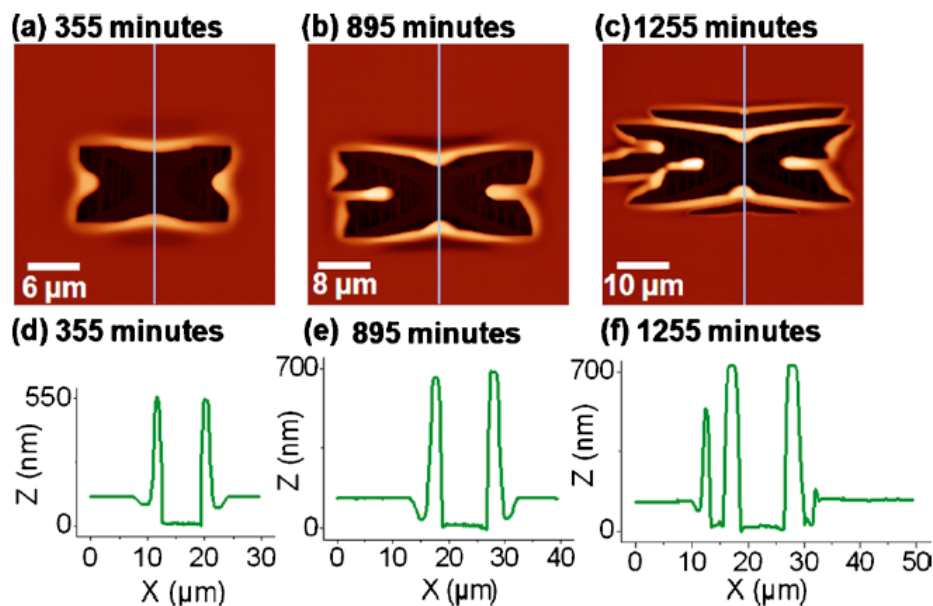 (a) 355 minutes
(b) 895 minutes
(c) 1255 minutes
6 µm
8 µm
10 µm
(d) 355 minutes
(e) 895 minutes
(f) 1255 minutes
550
0
Z (nm)
0 10 20 30
X (µm)
700
0
Z (nm)
0 10 20 30 40
X (µm)
700
0
Z (nm)
0 10 20 30 40 50
X (µm)